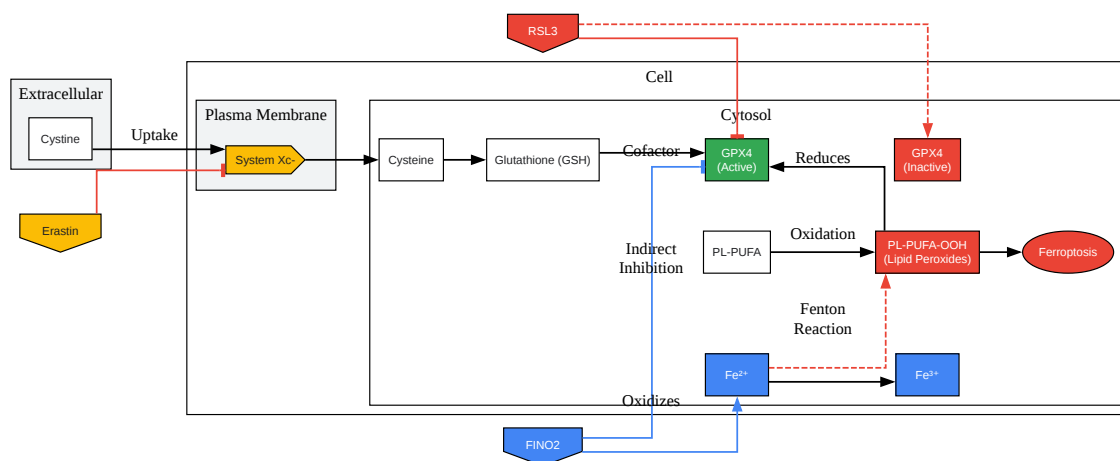 RSL3
Cell
Extracellular
Plasma Membrane
Cytosol
Cystine
Uptake
System Xc-
Cysteine
Glutathione (GSH)
Cofactor
GPX4
(Active)
Reduces
GPX4
(Inactive)
Erastin
Indirect
Inhibition
PL-PUFA
Oxidation
PL-PUFA-OOH
(Lipid Peroxides)
Ferroptosis
Fenton
Reaction
Fe²⁺
Fe³⁺
Oxidizes
FINO2